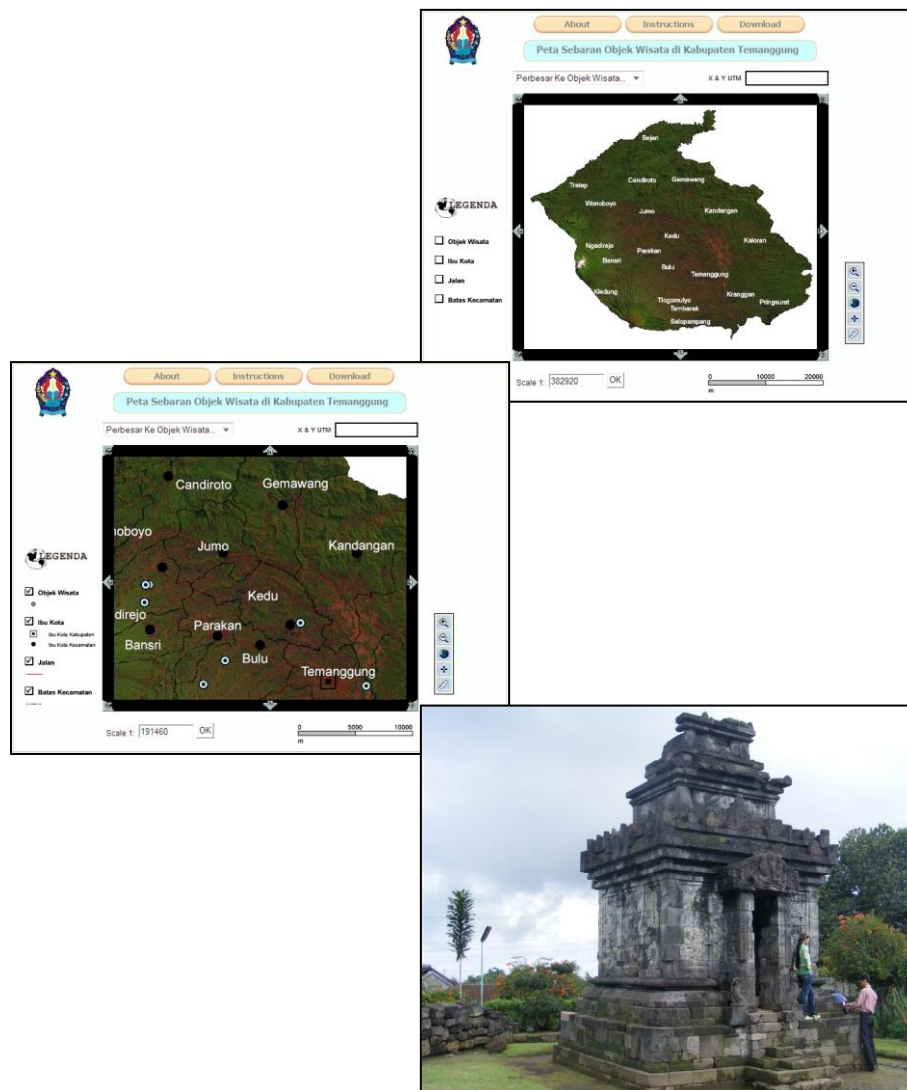 About Instructions Download
Peta Sebaran Objek Wisata di Kabupaten Temanggung
Perbesar Ke Objek Wisata... X & Y UTM
Bejen
Candiroto Gemawang
Tretep
Wonoboyo
Jumo Kandangan
Kedu
Ngadirejo Parakan Kaloran
Bansri Bulu
Temanggung
Kledung Kranggan
Tlogomulyo Pringsurat
Tembarak
Selopampang
LEGENDA
Objek Wisata
Ibu Kota
Jalan
Batas Kecamatan
Scale 1: 382920 OK
0 10000 20000
m
About Instructions Download
Peta Sebaran Objek Wisata di Kabupaten Temanggung
Perbesar Ke Objek Wisata... X & Y UTM
Candiroto Gemawang
noboyo
Jumo Kandangan
Kedu
direjo
Parakan
Bansri Bulu
Temanggung
LEGENDA
Objek Wisata
Ibu Kota
Ibu Kota Kabupaten
Ibu Kota Kecamatan
Jalan
Batas Kecamatan
Scale 1: 191460 OK
0 5000 10000
m